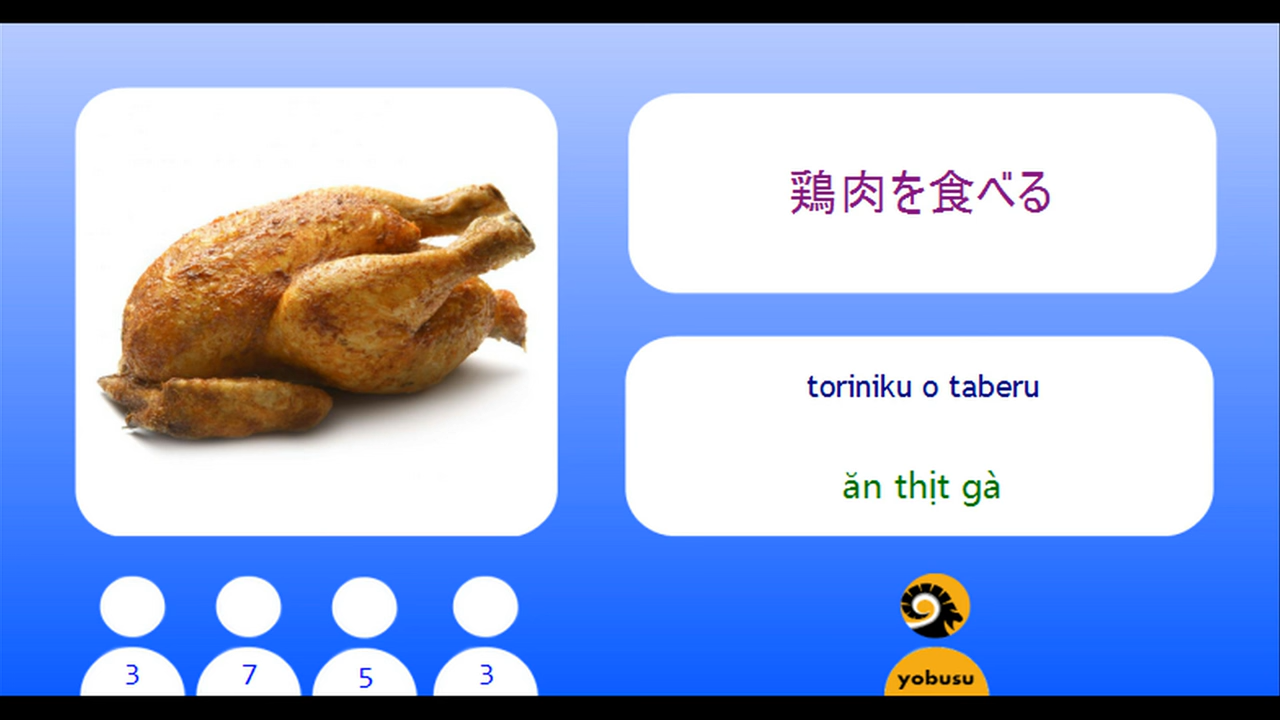 鶏肉を食べる
toriniku o taberu
ăn thịt gà
3 7 5 3
yobusu